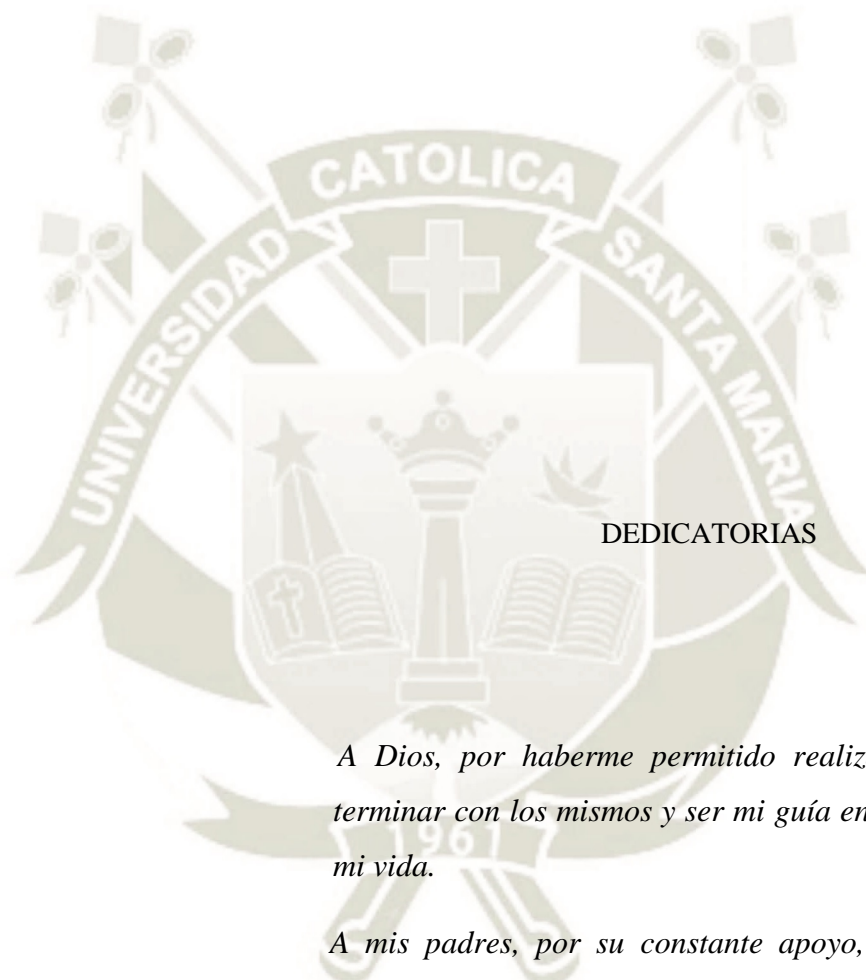 UNIVERSIDAD CATOLICA SANTA MARIA
DEDICATORIAS
A Dios, por haberme permitido
terminar con los mismos y ser mi guía en
mi vida.
1961
A mis padres, por su constante apoyo,